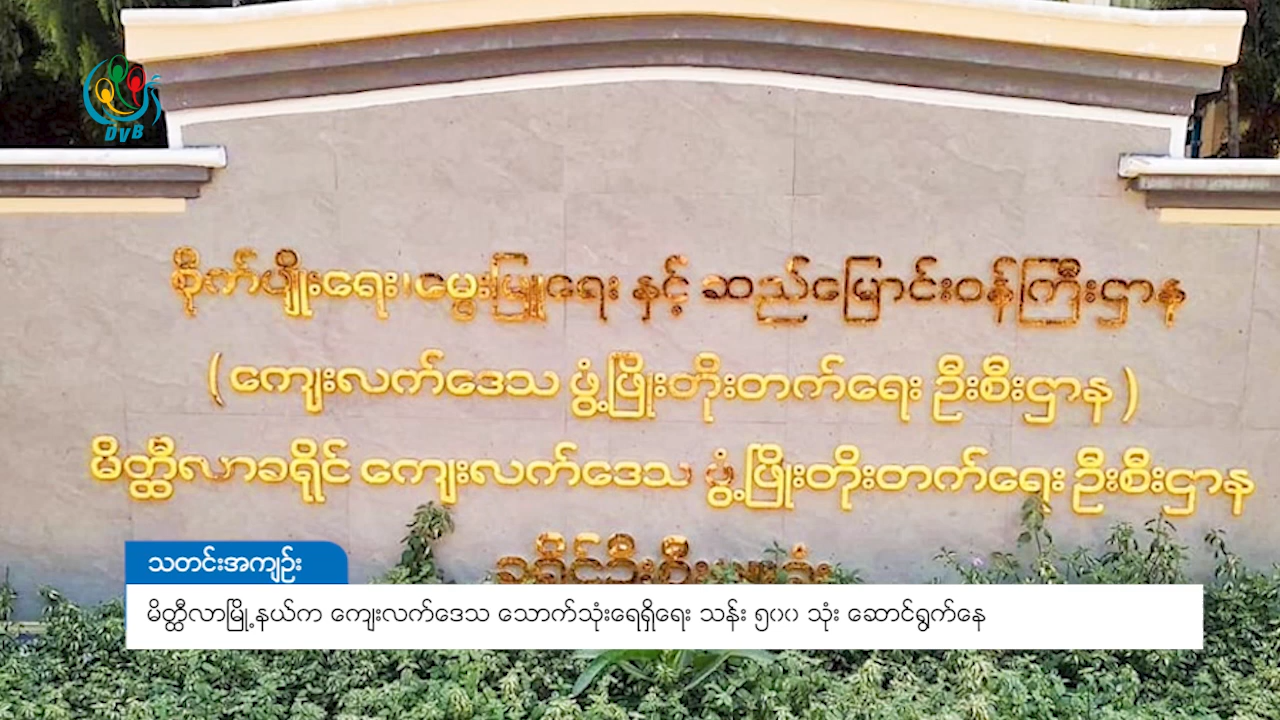 DVB
စိုက်ပျိုးရေး၊မွေးမြူရေး နှင့် ဆည်မြောင်းဝန်ကြီးဌာန
( ကျေးလက်ဒေသ ဖွံ့ဖြိုးတိုးတက်ရေး ဦးစီးဌာန )
မိတ္ထီလာခရိုင် ကျေးလက်ဒေသ ဖွံ့ဖြိုးတိုးတက်ရေး ဦးစီးဌာန
သတင်းအကျဉ်း
မိတ္ထီလာမြို့နယ်က ကျေးလက်ဒေသ သောက်သုံးရေရရှိရေး သန်း ၅၀၀ သုံး ဆောင်ရွက်နေ